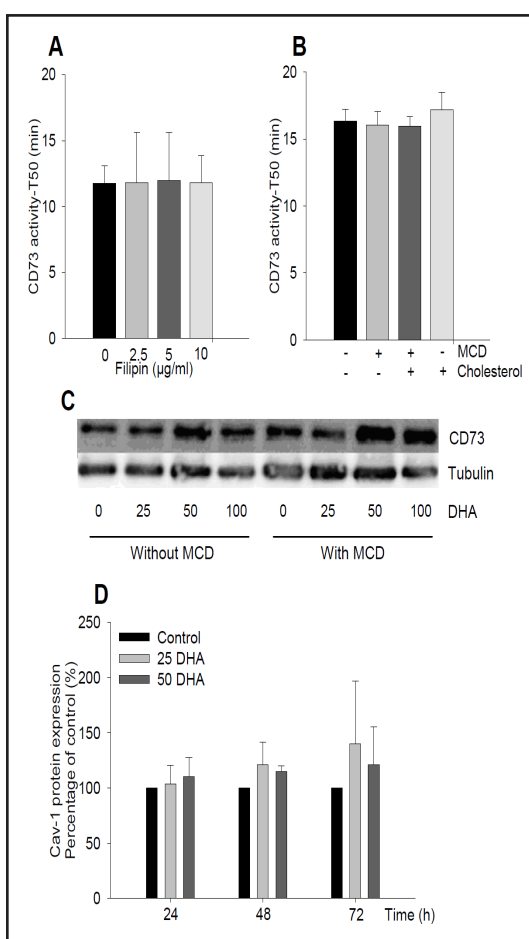 A
CD73 activity-T50 (min)
20
15
10
5
0
0 2.5 5 10
Filipin (µg/ml)
B
CD73 activity-T50 (min)
20
15
10
5
0
- + + - MCD
- - + + Cholesterol
C
CD73
Tubulin
0 25 50 100 0 25 50 100 DHA
Without MCD With MCD
D
Cav-1 protein expression
Percentage of control (%)
250
200
150
100
50
0
Control
25 DHA
50 DHA
24 48 72 Time (h)